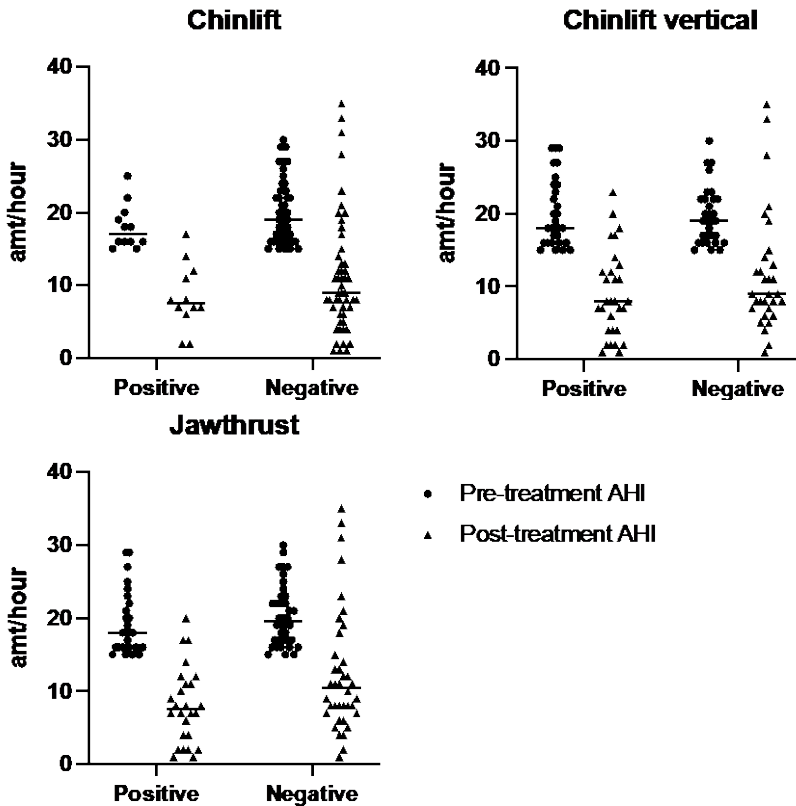 Chinlift
amt/hour
40
30
20
10
0
Positive Negative
Chinlift vertical
amt/hour
40
30
20
10
0
Positive Negative
Jawthrust
amt/hour
40
30
20
10
0
Positive Negative
Pre-treatment AHI
Post-treatment AHI